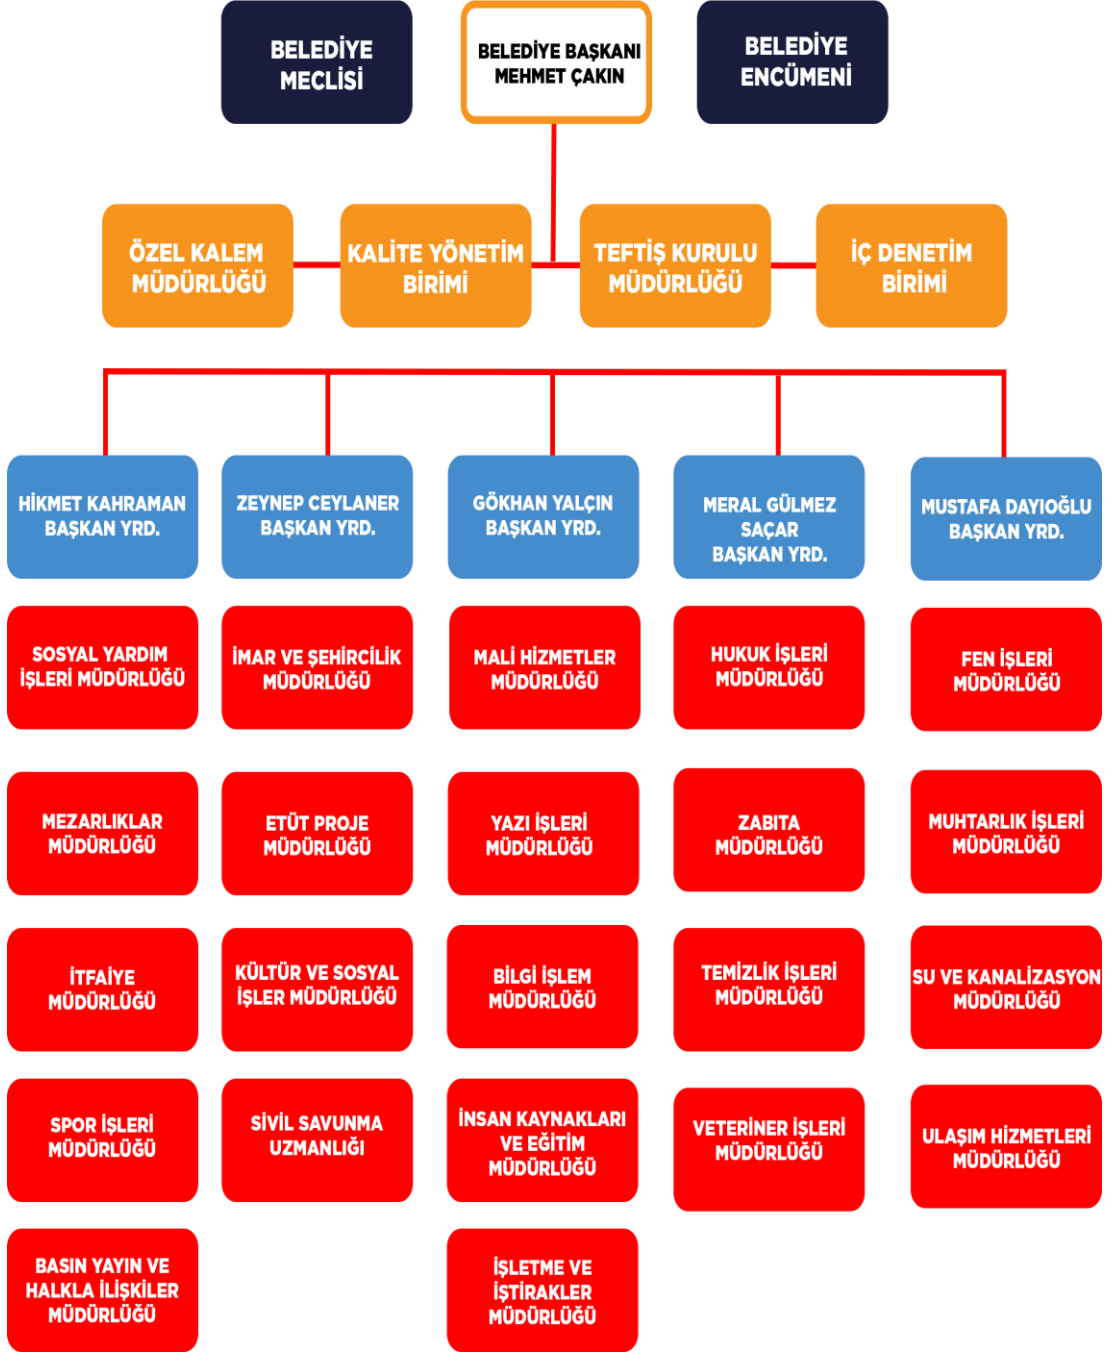 BELEDİYE
MECLİSİ
BELEDİYE BAŞKANI
MEHMET ÇAKIN
BELEDİYE
ENCÜMENİ
ÖZEL KALEM
MÜDÜRLÜĞÜ
KALİTE YÖNETİM
BİRİMİ
TEFTİŞ KURULU
MÜDÜRLÜĞÜ
İÇ DENETİM
BİRİMİ
HİKMET KAHRAMAN
BAŞKAN YRD.
ZEYNEP CEYLANER
BAŞKAN YRD.
GÖKHAN YALÇIN
BAŞKAN YRD.
MERAL GÜLMEZ
SAÇAR
BAŞKAN YRD.
MUSTAFA DAYIOĞLU
BAŞKAN YRD.
SOSYAL YARDIM
İŞLERİ MÜDÜRLÜĞÜ
İMAR VE ŞEHİRCİLİK
MÜDÜRLÜĞÜ
MALİ HİZMETLER
MÜDÜRLÜĞÜ
HUKUK İŞLERİ
MÜDÜRLÜĞÜ
FEN İŞLERİ
MÜDÜRLÜĞÜ
MEZARLIKLAR
MÜDÜRLÜĞÜ
ETÜT PROJE
MÜDÜRLÜĞÜ
YAZI İŞLERİ
MÜDÜRLÜĞÜ
ZABITA
MÜDÜRLÜĞÜ
MUHTARLIK İŞLERİ
MÜDÜRLÜĞÜ
İTFAİYE
MÜDÜRLÜĞÜ
KÜLTÜR VE SOSYAL
İŞLER MÜDÜRLÜĞÜ
BİLGİ İŞLEM
MÜDÜRLÜĞÜ
TEMİZLİK İŞLERİ
MÜDÜRLÜĞÜ
SU VE KANALİZASYON
MÜDÜRLÜĞÜ
SPOR İŞLERİ
MÜDÜRLÜĞÜ
SİVİL SAVUNMA
UZMANLIĞI
İNSAN KAYNAKLARI
VE EĞİTİM
MÜDÜRLÜĞÜ
VETERİNER İŞLERİ
MÜDÜRLÜĞÜ
ULAŞIM HİZMETLERİ
MÜDÜRLÜĞÜ
BASIN YAYIN VE
HALKLA İLİŞKİLER
MÜDÜRLÜĞÜ
İŞLETME VE
İŞTİRAKLER
MÜDÜRLÜĞÜ